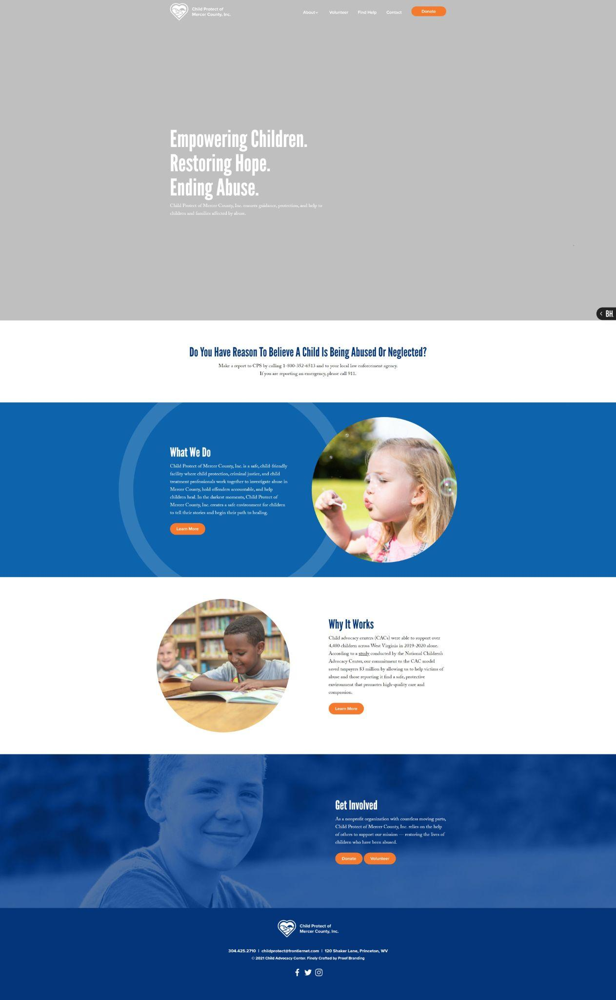 Child Protect of
Mercer County, Inc.
About
Volunteer
Find Help
Contact
Donate
Empowering Children.
Restoring Hope.
Ending Abuse.
Child Protect of Mercer County, Inc. ensures guidance, protection, and help to
children and families affected by abuse.
BH
Do You Have Reason To Believe A Child Is Being Abused Or Neglected?
Make a report to CPS by calling 1-800-352-6513 and to your local law enforcement agency.
If you are reporting an emergency, please call 911.
What We Do
Child Protect of Mercer County, Inc. is a safe, child-friendly
facility where child protection, criminal justice, and child
treatment professionals work together to investigate abuse in
Mercer County, hold offenders accountable, and help
children heal. In the darkest moments, Child Protect of
Mercer County, Inc. creates a safe environment for children
to tell their stories and begin their path to healing.
Learn More
Why It Works
Child advocacy centers (CACs) were able to support over
4,400 children across West Virginia in 2019-2020 alone.
According to a study conducted by the National Children's
Advocacy Center, our commitment to the CAC model
saved taxpayers $3 million by allowing us to help victims of
abuse and those reporting it find a safe, protective
environment that promotes high-quality care and
compassion.
Learn More
Get Involved
As a nonprofit organization with countless moving parts,
Child Protect of Mercer County, Inc. relies on the help
of others to support our mission — restoring the lives of
children who have been abused.
Donate
Volunteer
Child Protect of
Mercer County, Inc.
304.425.2710 | childprotect@frontiernet.com | 120 Shaker Lane, Princeton, WV
© 2021 Child Advocacy Center. Finely Crafted by Proof Branding